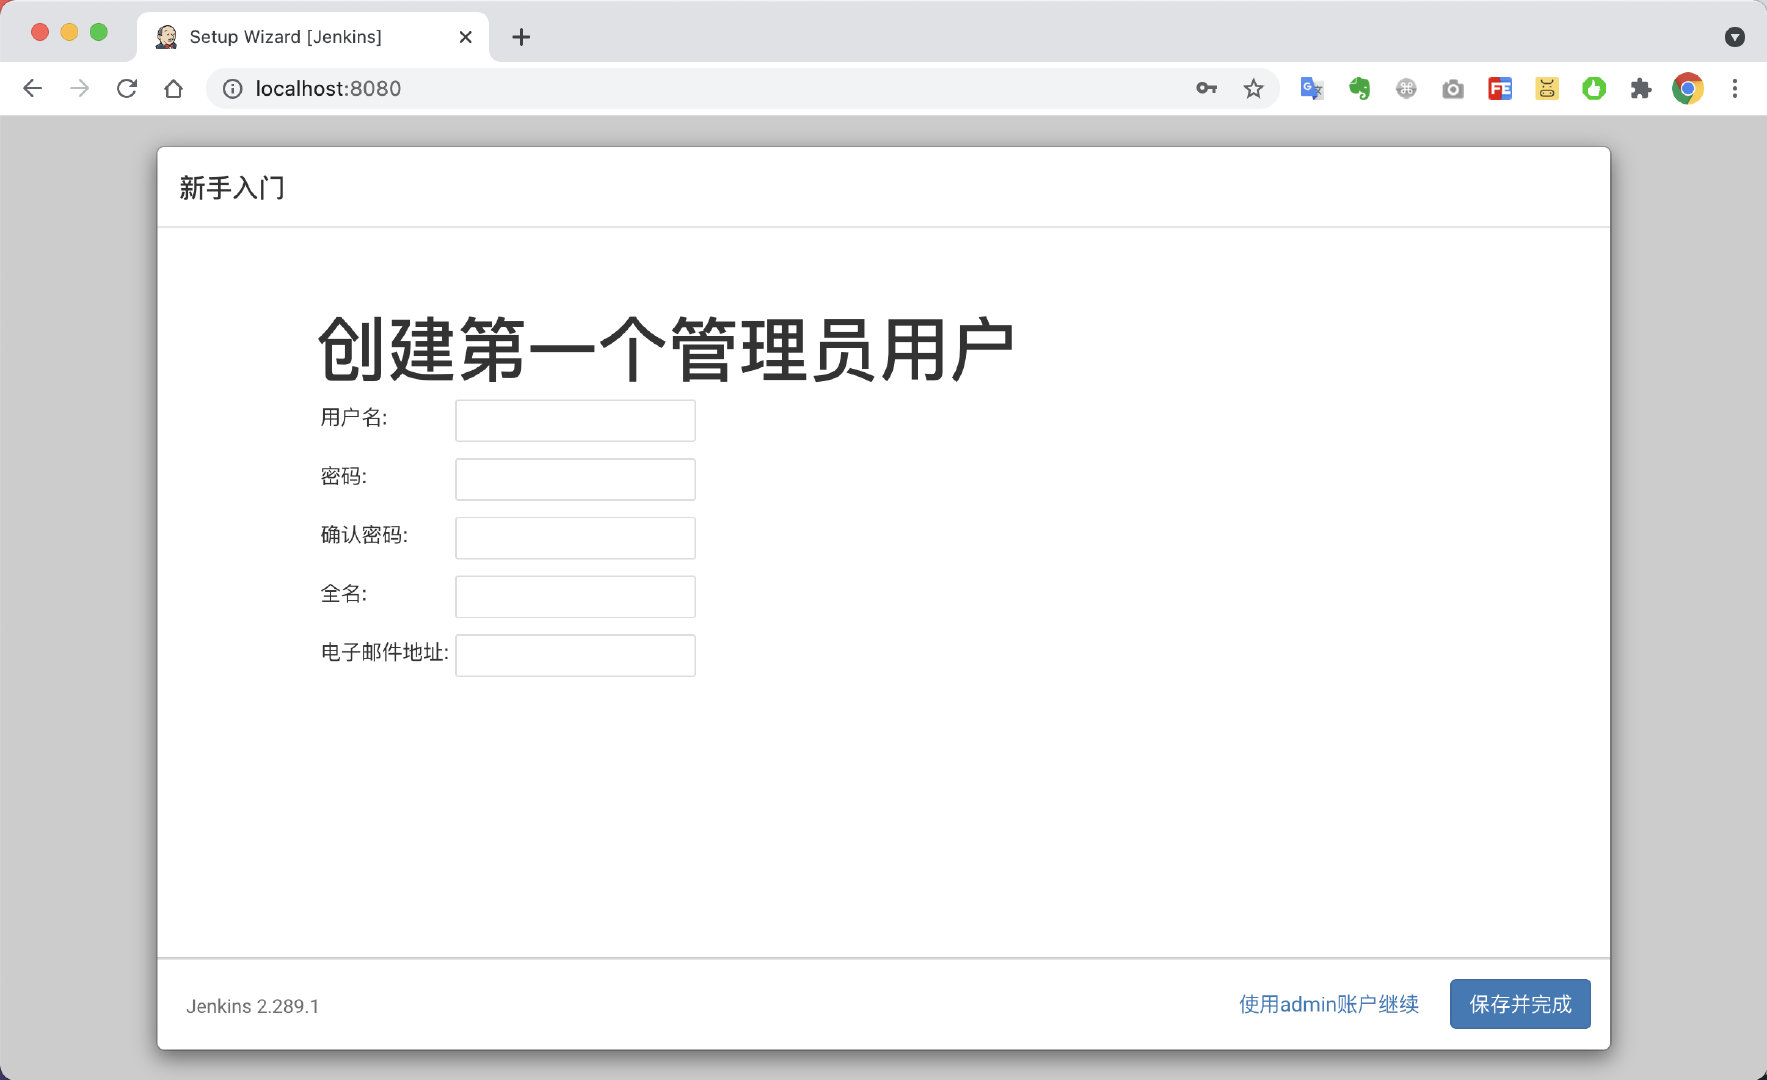 Setup Wizard [Jenkins]
localhost:8080
新手入门
创建第一个管理员用户
用户名:
密码:
确认密码:
全名:
电子邮件地址:
Jenkins 2.289.1
使用admin账户继续
保存并完成